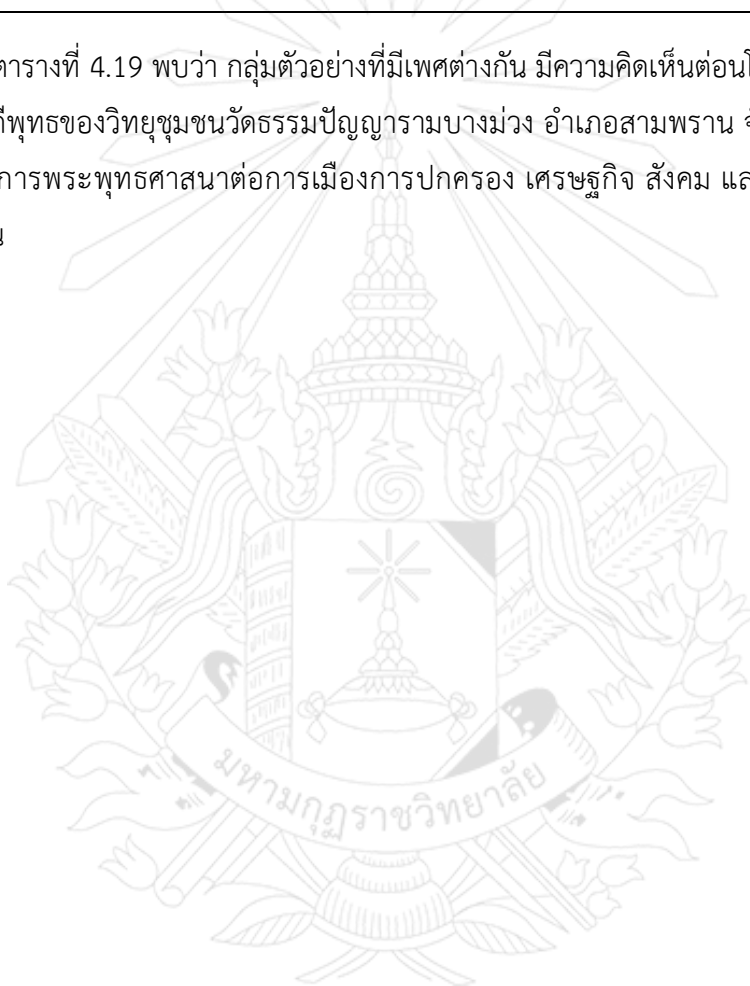 ตารางที่ 4.19 พบว่า กลุ่มตัวอย่างที่มีเพศต่างกัน มีความคิดเห็นต่อน
พุทธของวิทยุชุมชนวัดธรรมปัญญารามบางม่วง อำเภอสามพราน
การพระพุทธศาสนาต่อการเมืองการปกครอง เศรษฐกิจ สังคม และ
มหามกุฏราชวิทยาลัย